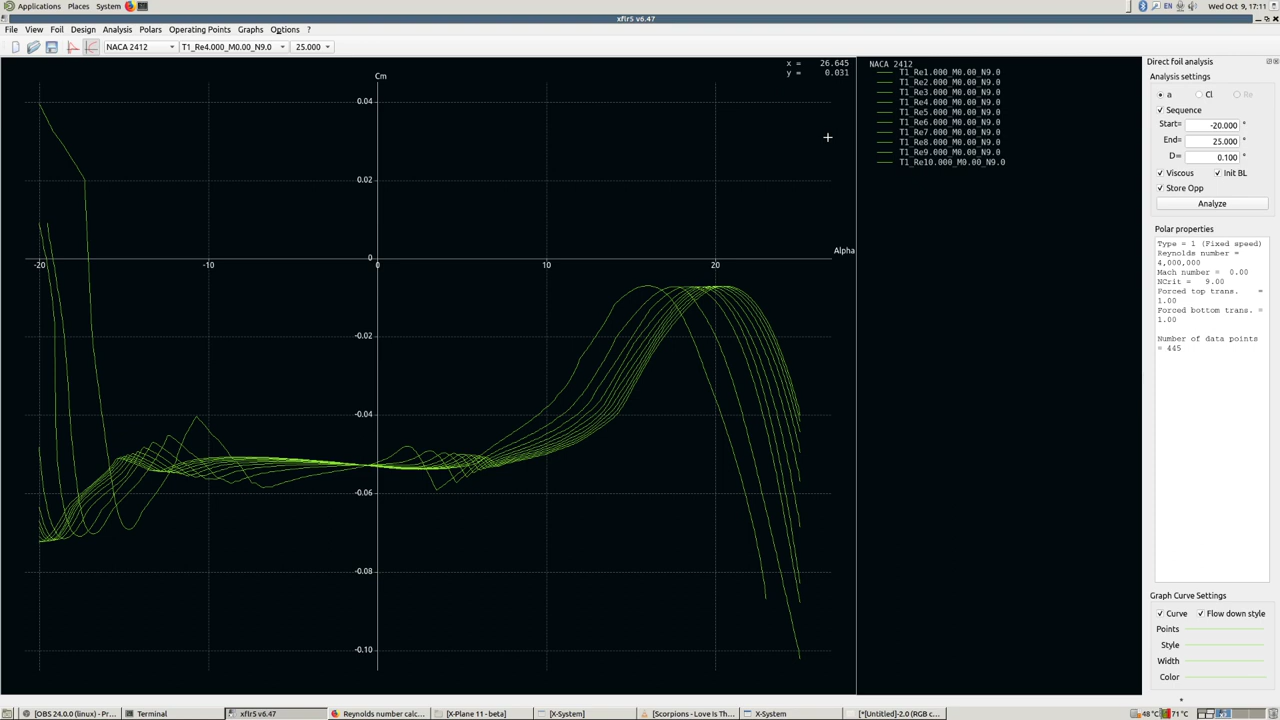 Applications Places System
EN Wed Oct 9, 17:11
xflr5 v6.47
File View Foil Design Analysis Polars Operating Points Graphs Options ?
NACA 2412 T1_Re4.000_M0.00_N9.0 25.000
x = 26.645
y = 0.031
Cm
0.04
0.02
0
-0.02
-0.04
-0.06
-0.08
-0.10
-20 -10 0 10 20
Alpha
NACA 2412
T1_Re1.000_M0.00_N9.0
T1_Re2.000_M0.00_N9.0
T1_Re3.000_M0.00_N9.0
T1_Re4.000_M0.00_N9.0
T1_Re5.000_M0.00_N9.0
T1_Re6.000_M0.00_N9.0
T1_Re7.000_M0.00_N9.0
T1_Re8.000_M0.00_N9.0
T1_Re9.000_M0.00_N9.0
T1_Re10.000_M0.00_N9.0
Direct foil analysis
Analysis settings
a Cl Re
Sequence
Start= -20.000 °
End= 25.000 °
D= 0.100 °
Viscous Init BL
Store Opp
Analyze
Polar properties
Type = 1 (Fixed speed)
Reynolds number =
4,000,000
Mach number = 0.00
NCrit = 9.00
Forced top trans. =
1.00
Forced bottom trans. =
1.00
Number of data points
= 445
Graph Curve Settings
Curve Flow down style
Points
Style
Width
Color
[OBS 24.0.0 (linux) - Pr... Terminal xflr5 v6.47 Reynolds number calc... [X-Plane 11 - beta] [X-System] [Scorpions - Love Is Th... X-System [*[Untitled]-2.0 (RGB c... 48°C 71°C